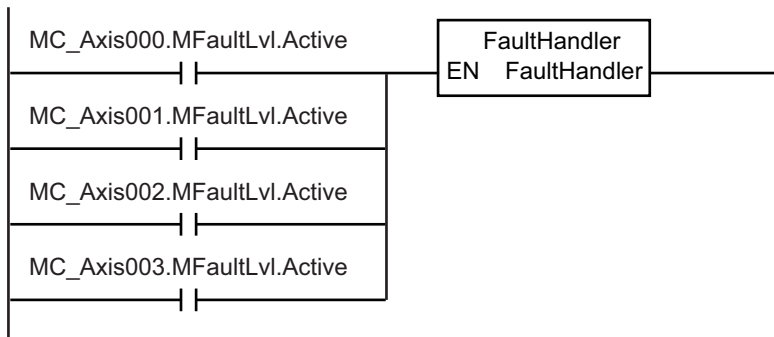 MC_Axis000.MFaultLvl.Active
FaultHandler
EN FaultHandler
MC_Axis001.MFaultLvl.Active
MC_Axis002.MFaultLvl.Active
MC_Axis003.MFaultLvl.Active